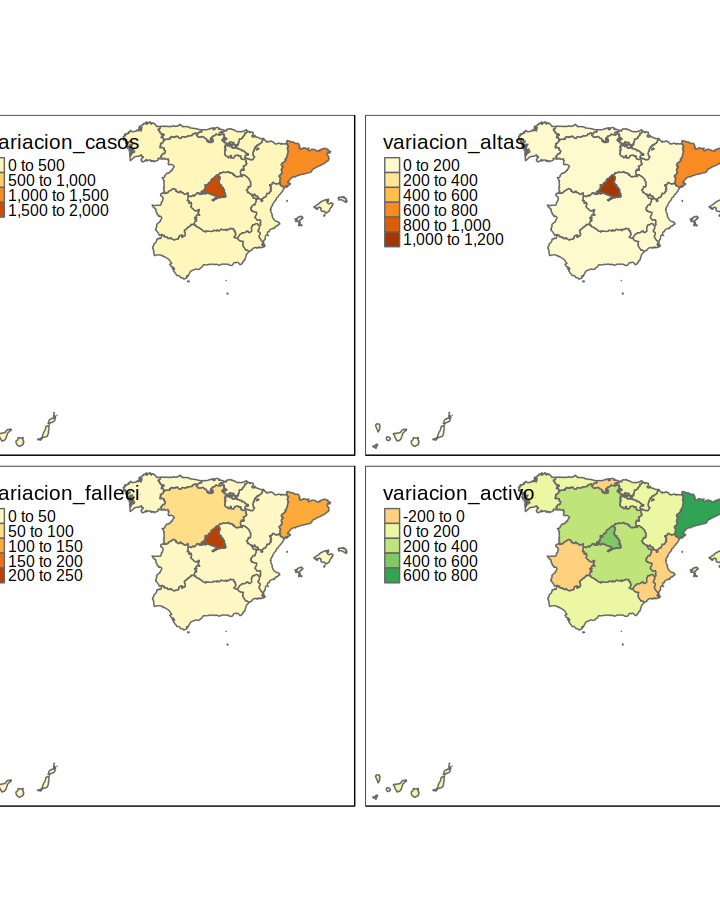 ariacion_casos
0 to 500
500 to 1,000
1,000 to 1,500
1,500 to 2,000
variacion_altas
0 to 200
200 to 400
400 to 600
600 to 800
800 to 1,000
1,000 to 1,200
ariacion_falleci
0 to 50
50 to 100
100 to 150
150 to 200
200 to 250
variacion_activo
-200 to 0
0 to 200
200 to 400
400 to 600
600 to 800